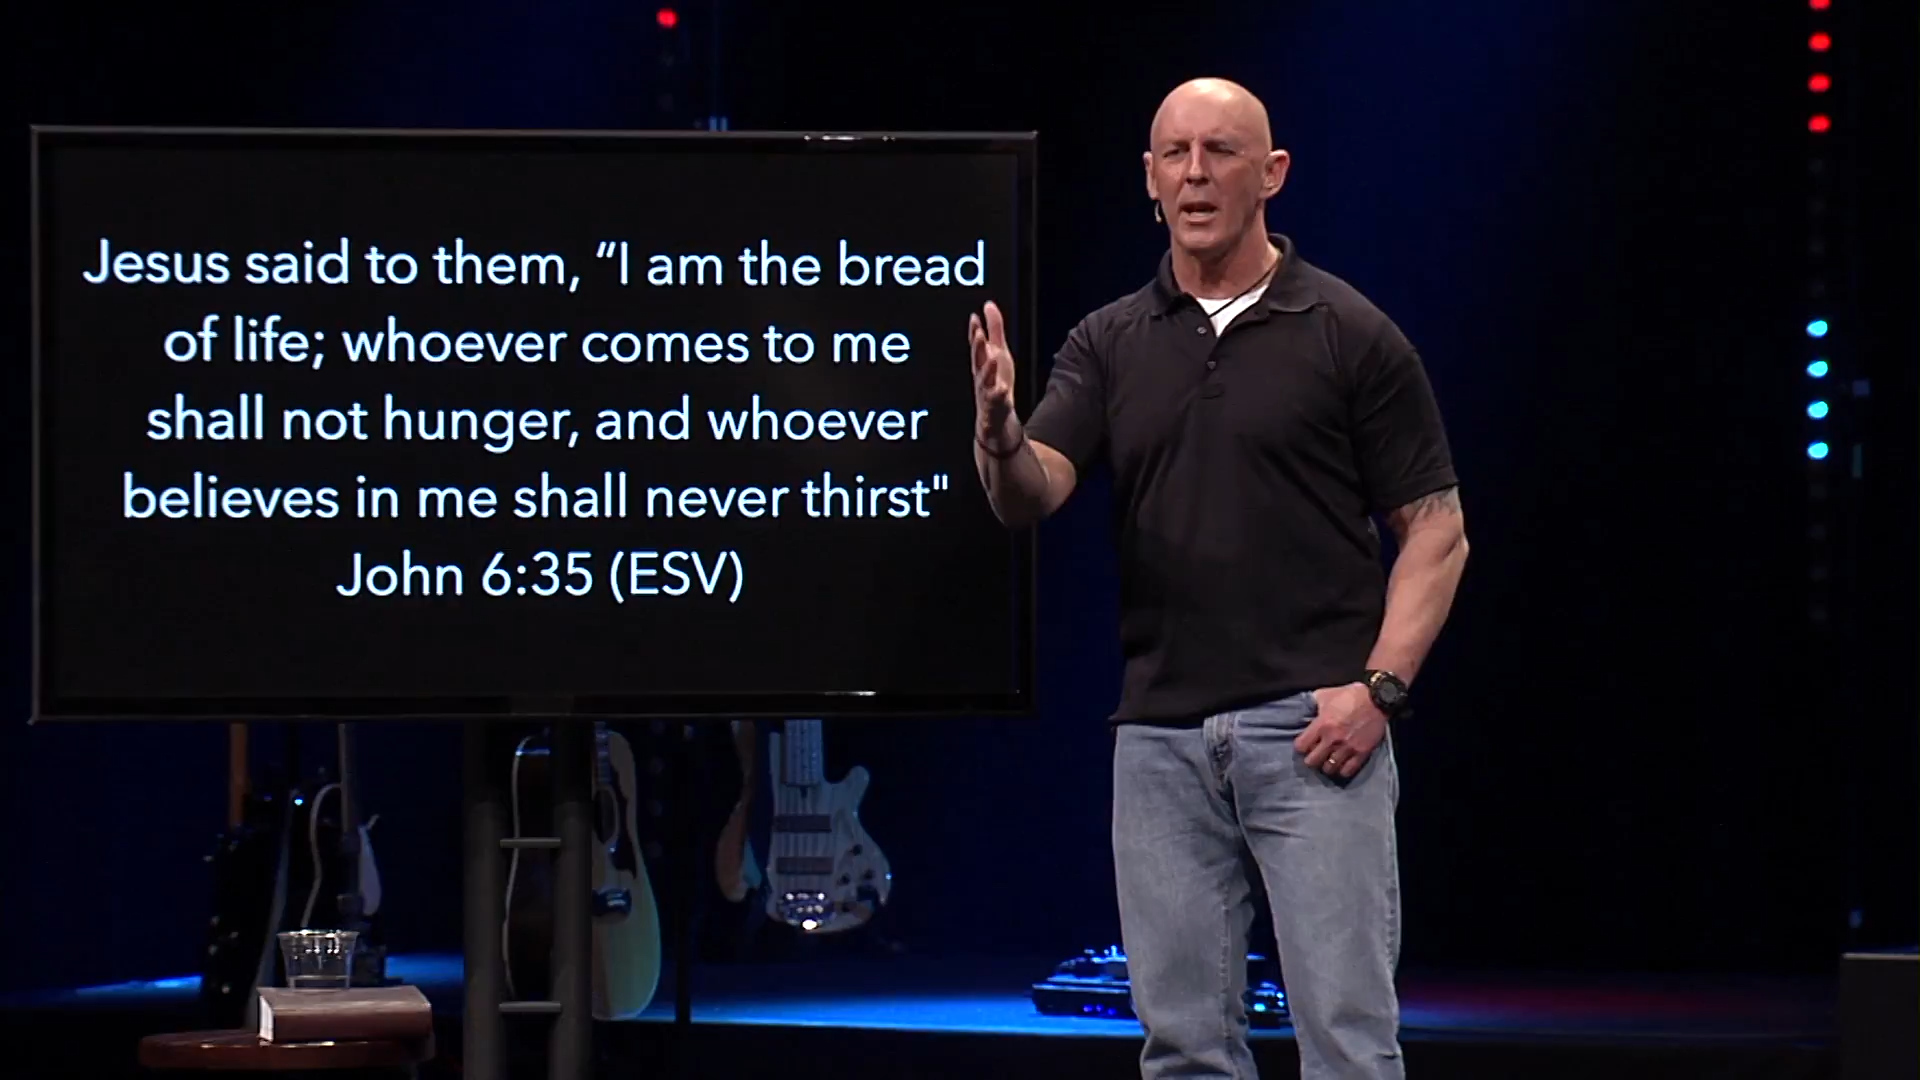 Jesus said to them, “I am the bread
of life; whoever comes to me
shall not hunger, and whoever
believes in me shall never thirst"
John 6:35 (ESV)